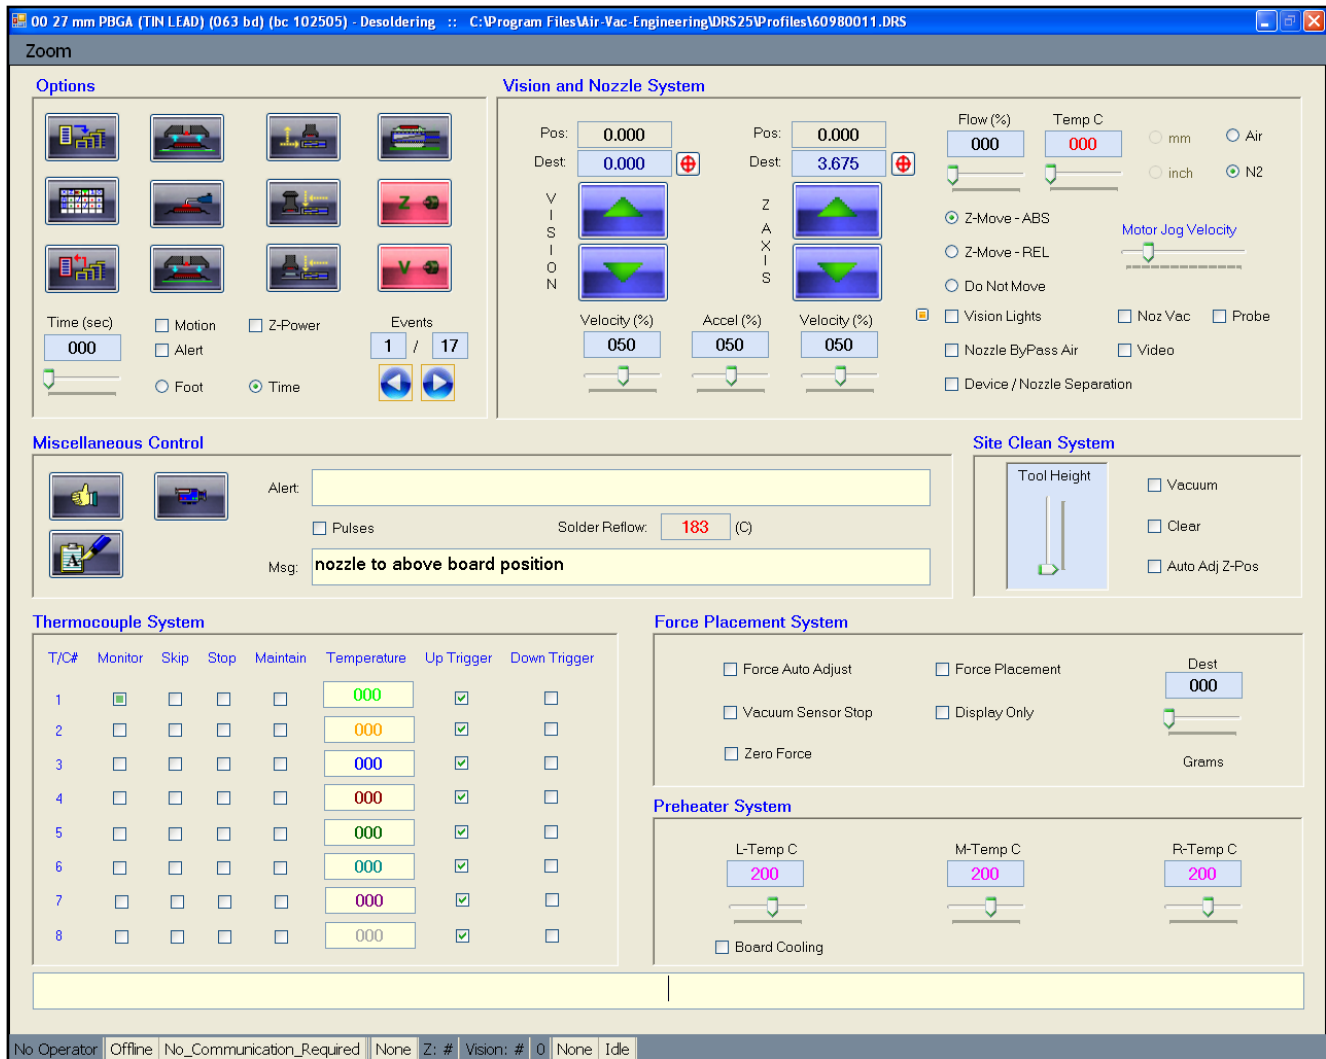 00 27 mm PBGA (TIN LEAD) (063 bd) (bc 102505) - Desoldering :: C:\Program Files\Air-Vac-Engineering\DRS25\Profiles\60980011.DRS
Zoom
Options
Z
V
Time (sec)
000
Motion
Z-Power
Alert
Foot
Time
Events
1 / 17
Vision and Nozzle System
Pos: 0.000
Dest: 0.000
VISION
Pos: 0.000
Dest: 3.675
Z AXIS
Velocity (%)
050
Accel (%)
050
Velocity (%)
050
Flow (%)
000
Temp C
000
mm
inch
Air
N2
Z-Move - ABS
Z-Move - REL
Do Not Move
Motor Jog Velocity
Vision Lights
Noz Vac
Probe
Nozzle ByPass Air
Video
Device / Nozzle Separation
Miscellaneous Control
A
Alert:
Pulses
Solder Reflow: 183 (C)
Msg: nozzle to above board position
Site Clean System
Tool Height
Vacuum
Clear
Auto Adj Z-Pos
Thermocouple System
T/C# Monitor Skip Stop Maintain Temperature Up Trigger Down Trigger
1 000
2 000
3 000
4 000
5 000
6 000
7 000
8 000
Force Placement System
Force Auto Adjust
Force Placement
Vacuum Sensor Stop
Display Only
Zero Force
Dest
000
Grams
Preheater System
L-Temp C
200
M-Temp C
200
R-Temp C
200
Board Cooling
No Operator Offline No_Communication_Required None Z: # Vision: # 0 None Idle